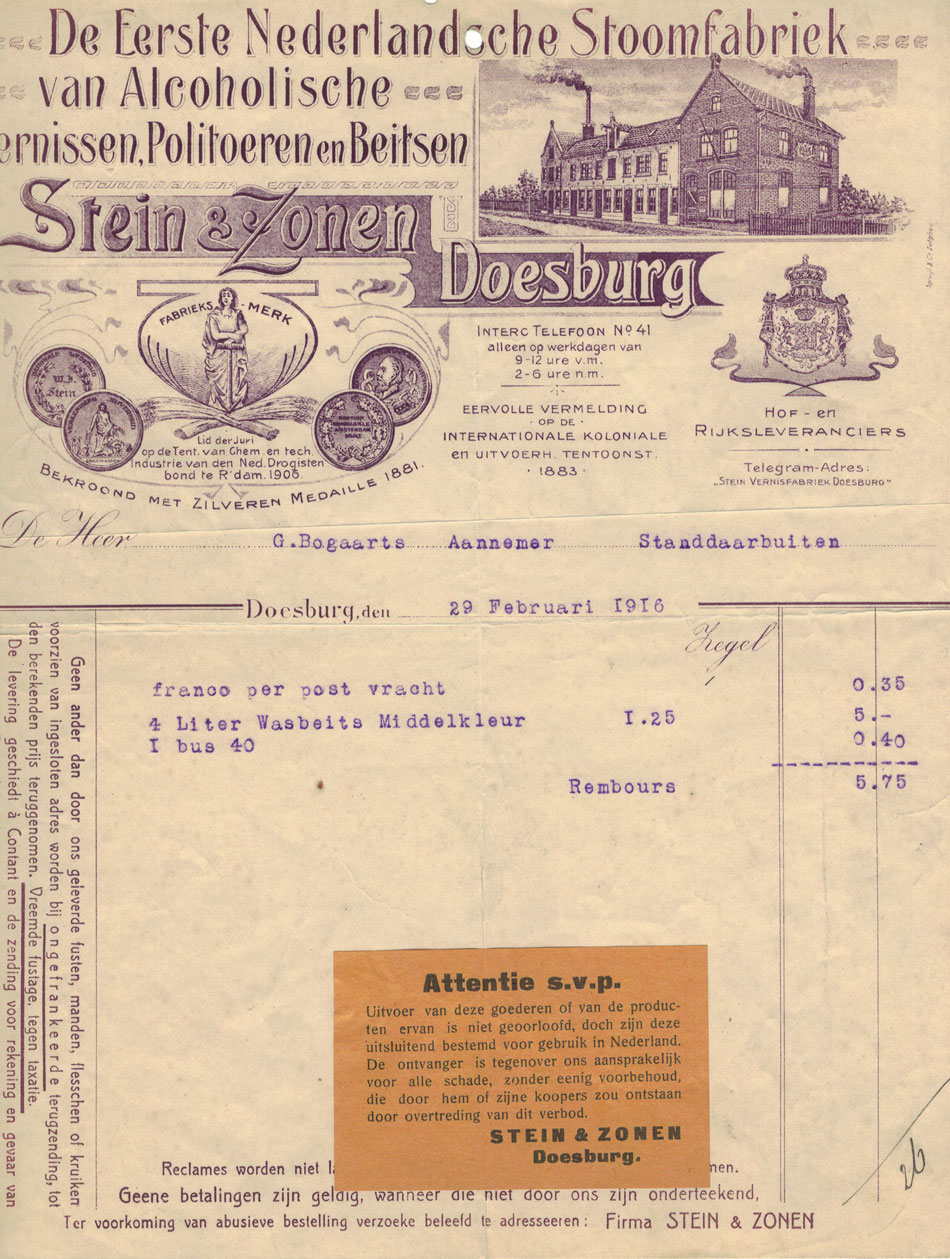 De Eerste Nederlandsche Stoomfabriek
van Alcoholische
ernissen, Politoeren en Beitsen
Stein & Zonen
Doesburg
FABRIEKS - MERK
W.J. Stein
Lid der Juri
op de Tent. van Chem. en tech.
Industrie van den Ned. Drogisten
bond te R'dam. 1906.
BEKROOND MET ZILVEREN MEDAILLE 1881.
INTERC TELEFOON No 41
alleen op werkdagen van
9-12 ure v.m.
2-6 ure n.m.
EERVOLLE VERMELDING
OP DE
INTERNATIONALE KOLONIALE
en UITVOERH. TENTOONST.
1883
HOF- en
RIJKSLEVERANCIERS
Telegram-Adres:
„STEIN VERNISFABRIEK DOESBURG"
De Heer G.Bogaarts Aannemer Standdaarbuiten
Doesburg, den 29 Februari 1916
Zegel
franco per post vracht 0.35
4 Liter Wasbeits Middelkleur I.25 5.-
I bus 40 0.40
Rembours 5.75
Geen ander dan door ons geleverde fusten, manden, flesschen of kruiken
voorzien van ingesloten adres worden bij ongefrankeerde terugzending, tot
den berekenden prijs teruggenomen. Vreemde fustage, tegen taxatie.
De levering geschiedt à Contant en de zending voor rekening en gevaar van
Attentie s.v.p.
Uitvoer van deze goederen of van de produc-
ten ervan is niet geoorloofd, doch zijn deze
uitsluitend bestemd voor gebruik in Nederland.
De ontvanger is tegenover ons aansprakelijk
voor alle schade, zonder eenig voorbehoud,
die door hem of zijne koopers zou ontstaan
door overtreding van dit verbod.
STEIN & ZONEN
Doesburg.
Reclames worden niet men.
Geene betalingen zijn geldig, wanneer die niet door ons zijn onderteekend,
Ter voorkoming van abusieve bestelling verzoeke beleefd te adresseeren: Firma STEIN & ZONEN
26